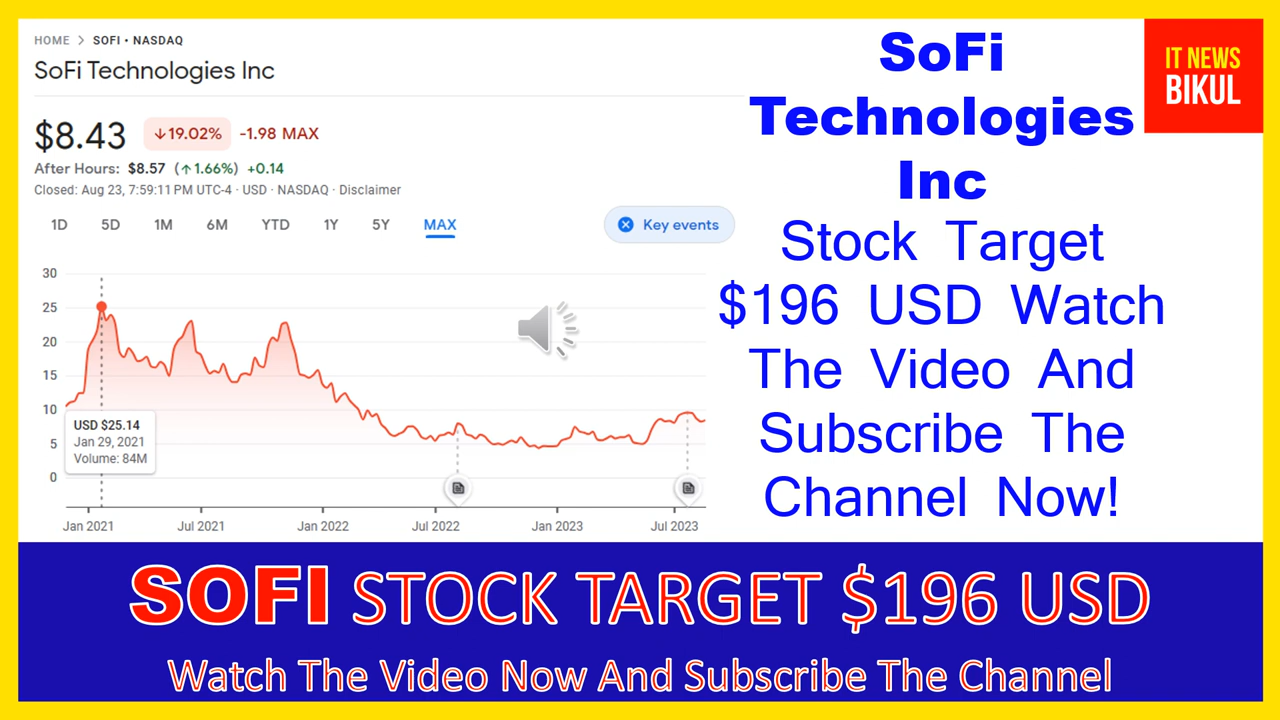 HOME > SOFI • NASDAQ
SoFi Technologies Inc
$8.43 ↓19.02% -1.98 MAX
After Hours: $8.57 (↑1.66%) +0.14
Closed: Aug 23, 7:59:11 PM UTC-4 · USD · NASDAQ · Disclaimer
1D 5D 1M 6M YTD 1Y 5Y MAX
Key events
30
25
20
15
10
5
0
USD $25.14
Jan 29, 2021
Volume: 84M
Jan 2021 Jul 2021 Jan 2022 Jul 2022 Jan 2023 Jul 2023
SoFi
Technologies
Inc
Stock Target
$196 USD Watch
The Video And
Subscribe The
Channel Now!
IT NEWS
BIKUL
SOFI STOCK TARGET $196 USD
Watch The Video Now And Subscribe The Channel